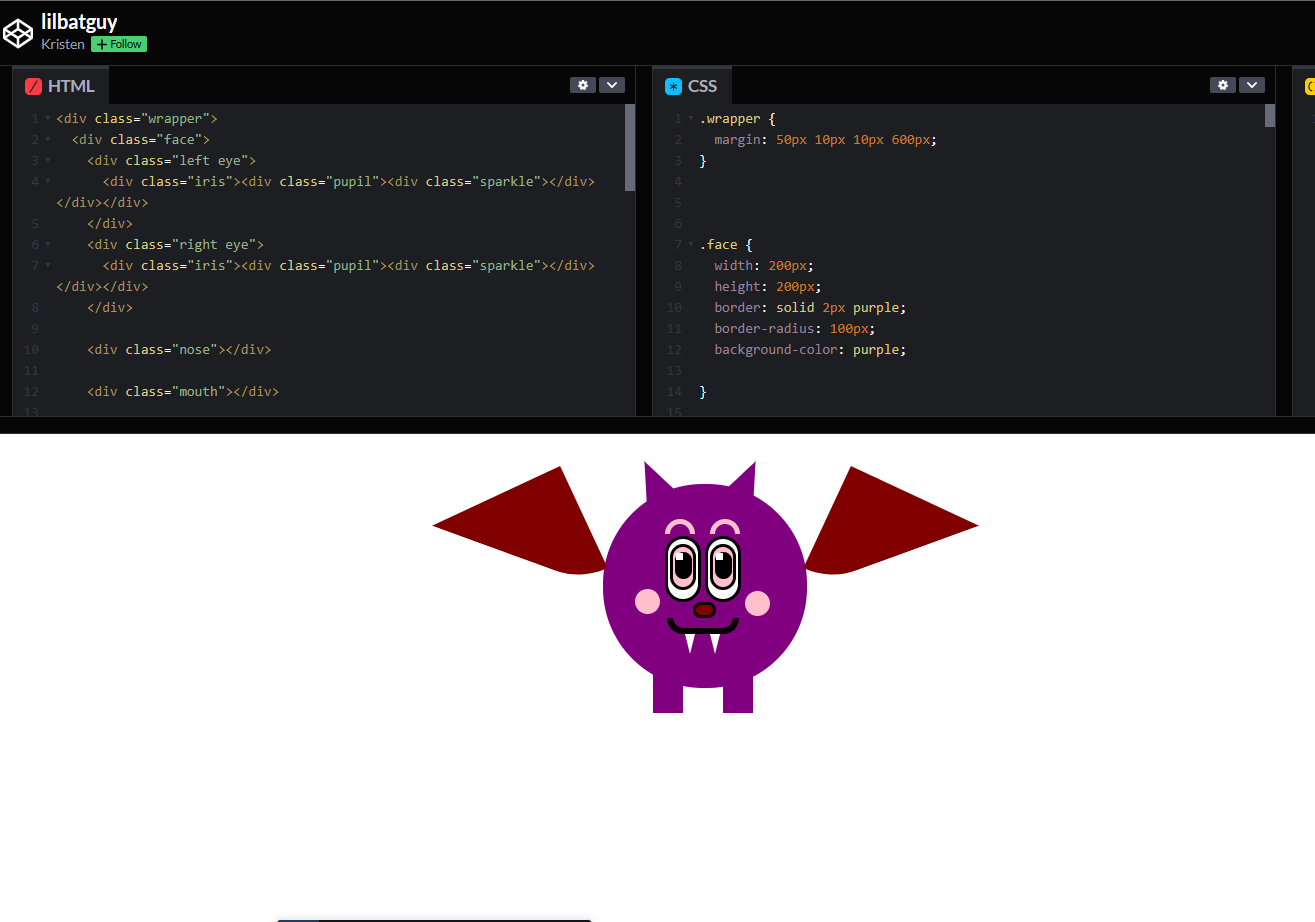 lilbatguy
Kristen + Follow
/ HTML
1 <div class="wrapper">
2 <div class="face">
3 <div class="left eye">
4 <div class="iris"><div class="pupil"><div class="sparkle"></div>
</div></div>
5 </div>
6 <div class="right eye">
7 <div class="iris"><div class="pupil"><div class="sparkle"></div>
</div></div>
8 </div>
9
10 <div class="nose"></div>
11
12 <div class="mouth"></div>
13
* CSS
1 .wrapper {
2 margin: 50px 10px 10px 600px;
3 }
4
5
6
7 .face {
8 width: 200px;
9 height: 200px;
10 border: solid 2px purple;
11 border-radius: 100px;
12 background-color: purple;
13
14 }
15